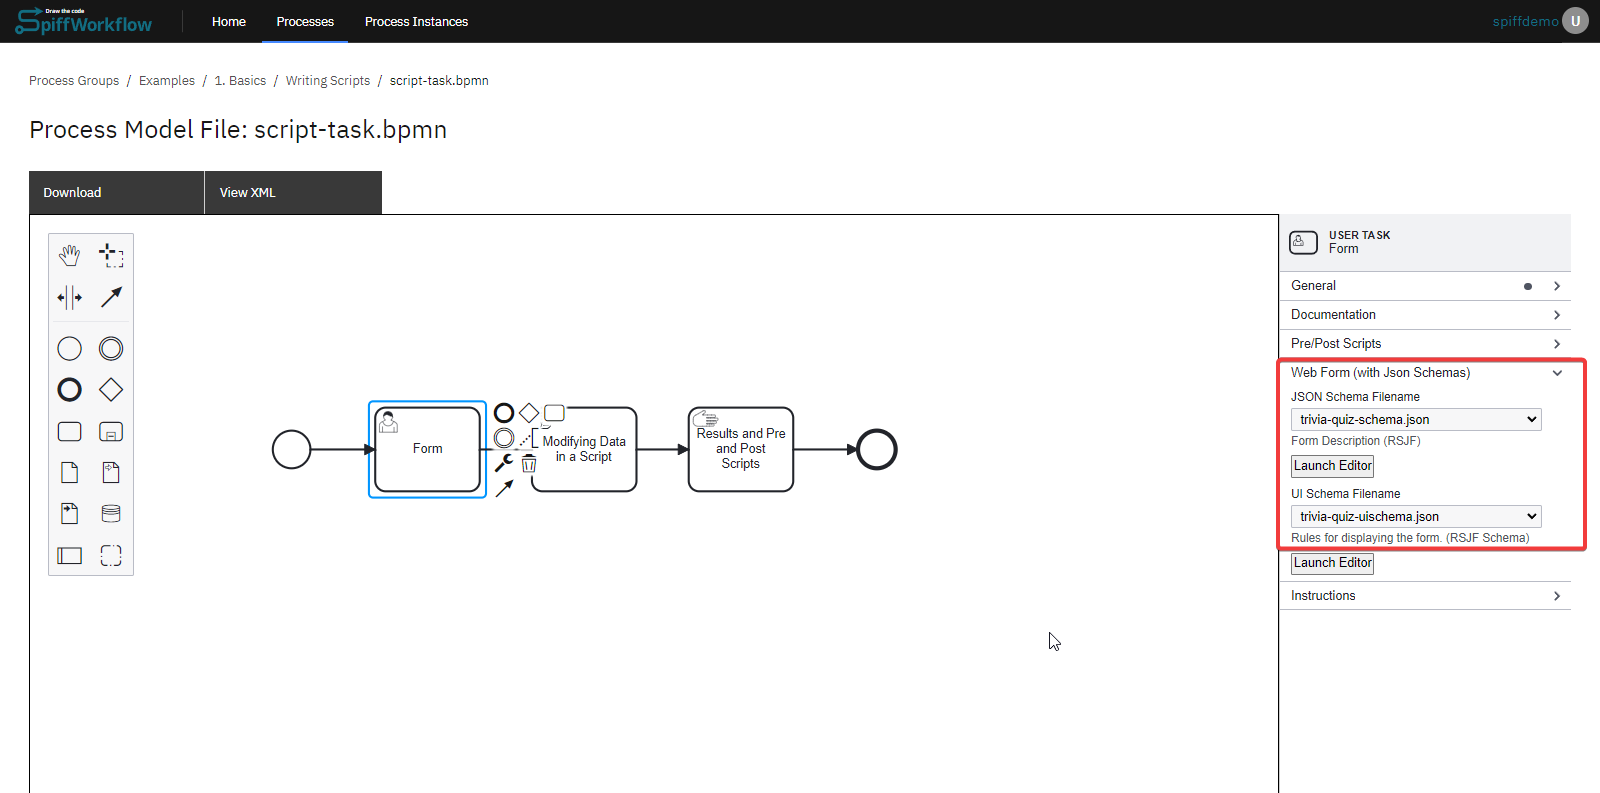 Draw the code
SpiffWorkflow
Home
Processes
Process Instances
spiffdemo
U
Process Groups / Examples / 1. Basics / Writing Scripts / script-task.bpmn
Process Model File: script-task.bpmn
Download
View XML
Form
Modifying Data
in a Script
Results and Pre
and Post
Scripts
USER TASK
Form
General
Documentation
Pre/Post Scripts
Web Form (with Json Schemas)
JSON Schema Filename
trivia-quiz-schema.json
Form Description (RSJF)
Launch Editor
UI Schema Filename
trivia-quiz-uischema.json
Rules for displaying the form. (RSJF Schema)
Launch Editor
Instructions